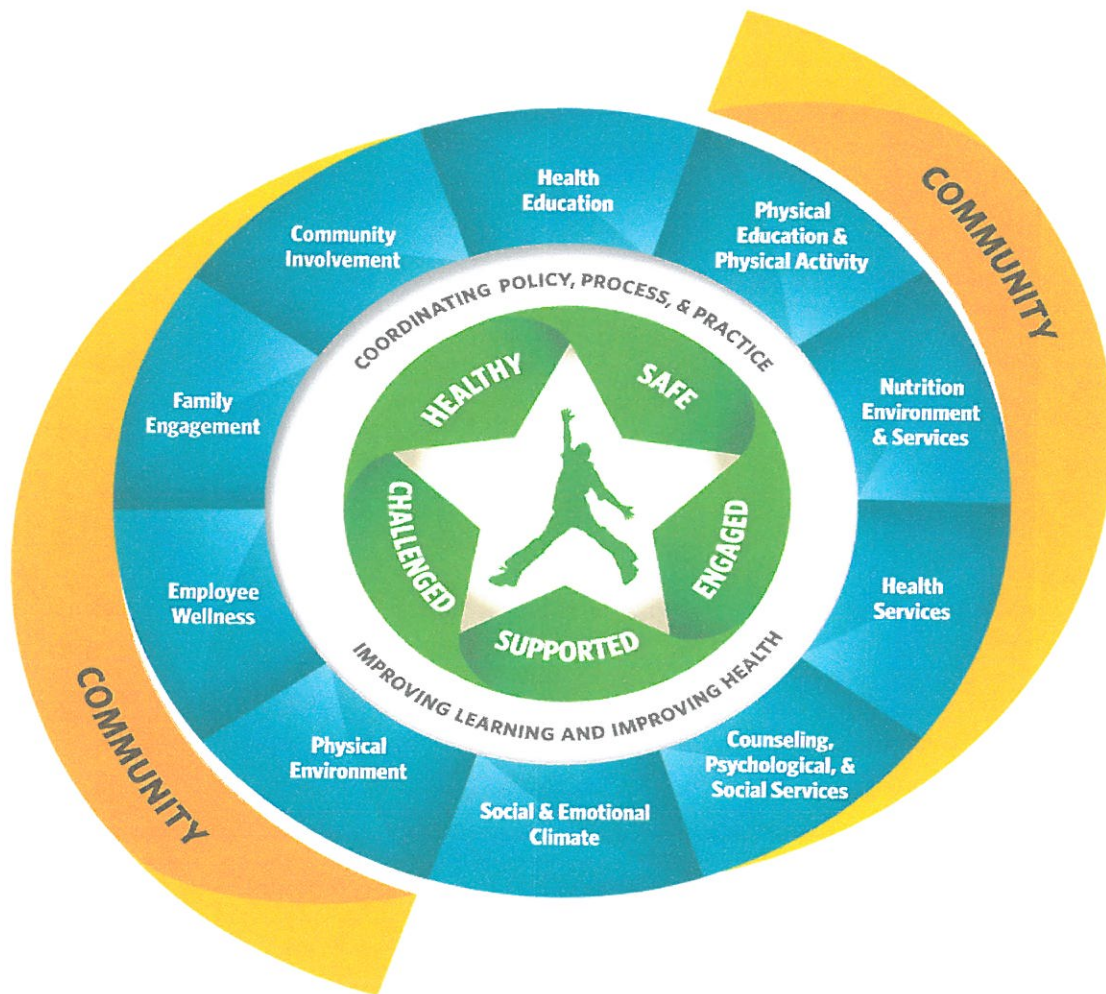 COMMUNITY
Health
Education
Physical
Education &
Physical Activity
Nutrition
Environment
& Services
Health
Services
Counseling,
Psychological, &
Social Services
Social & Emotional
Climate
Physical
Environment
Employee
Wellness
Family
Engagement
Community
Involvement
COORDINATING POLICY, PROCESS, & PRACTICE
IMPROVING LEARNING AND IMPROVING HEALTH
HEALTHY
SAFE
ENGAGED
SUPPORTED
CHALLENGED
COMMUNITY